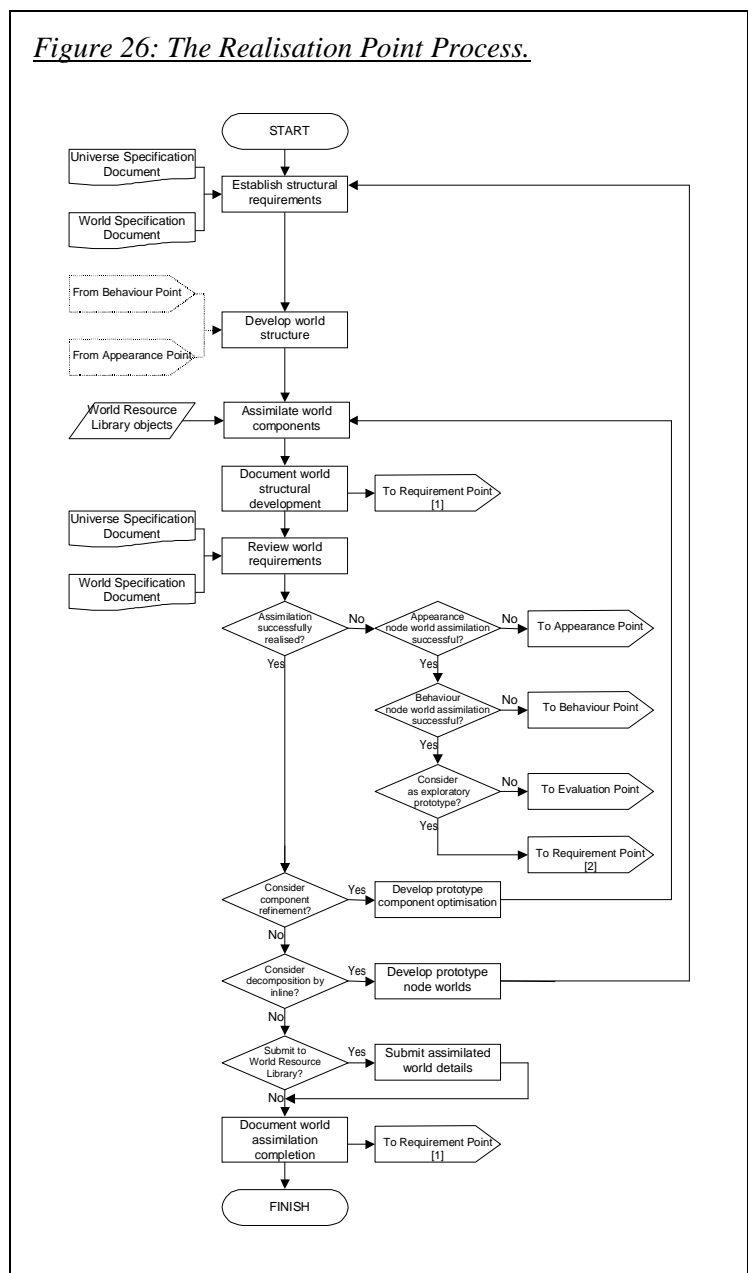 Figure 26: The Realisation Point Process.
START
Universe Specification
Document
Establish structural
requirements
World Specification
Document
From Behaviour Point
Develop world
structure
From Appearance Point
World Resource
Library objects
Assimilate world
components
Document world
structural
development
To Requirement Point
[1]
Universe Specification
Document
Review world
requirements
World Specification
Document
Assimilation
successfully
realised?
No
Appearance
node world assimilation
successful?
No
To Appearance Point
Yes
Yes
Behaviour
node world assimilation
successful?
No
To Behaviour Point
Yes
Consider
as exploratory
prototype?
No
To Evaluation Point
Yes
To Requirement Point
[2]
Consider
component
refinement?
Yes
Develop prototype
component optimisation
No
Consider
decomposition by
inline?
Yes
Develop prototype
node worlds
No
Submit to
World Resource
Library?
Yes
Submit assimilated
world details
No
Document world
assimilation
completion
To Requirement Point
[1]
FINISH